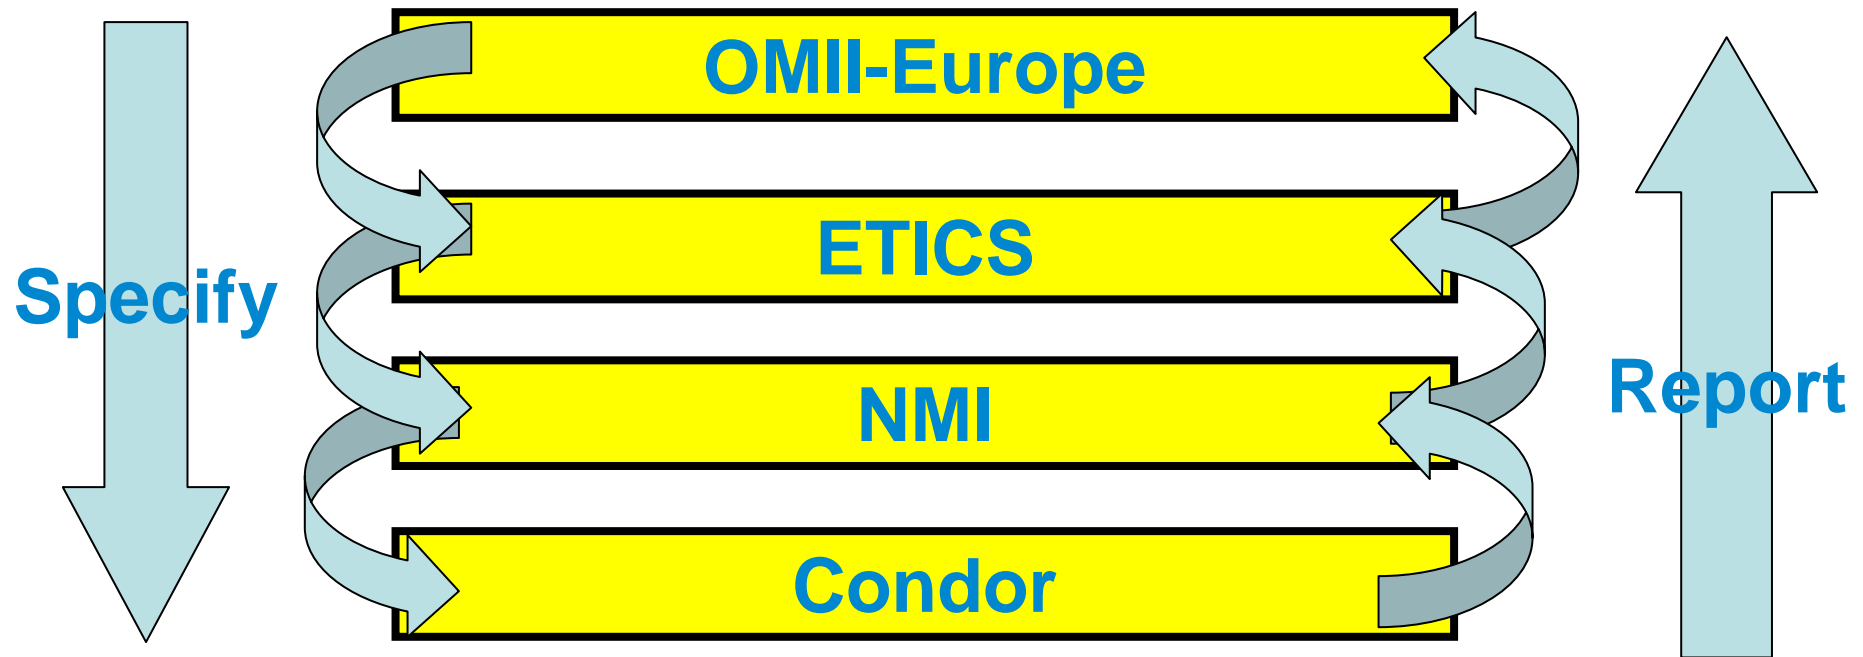 OMII-Europe
ETICS
Specify
NMI
Report
Condor